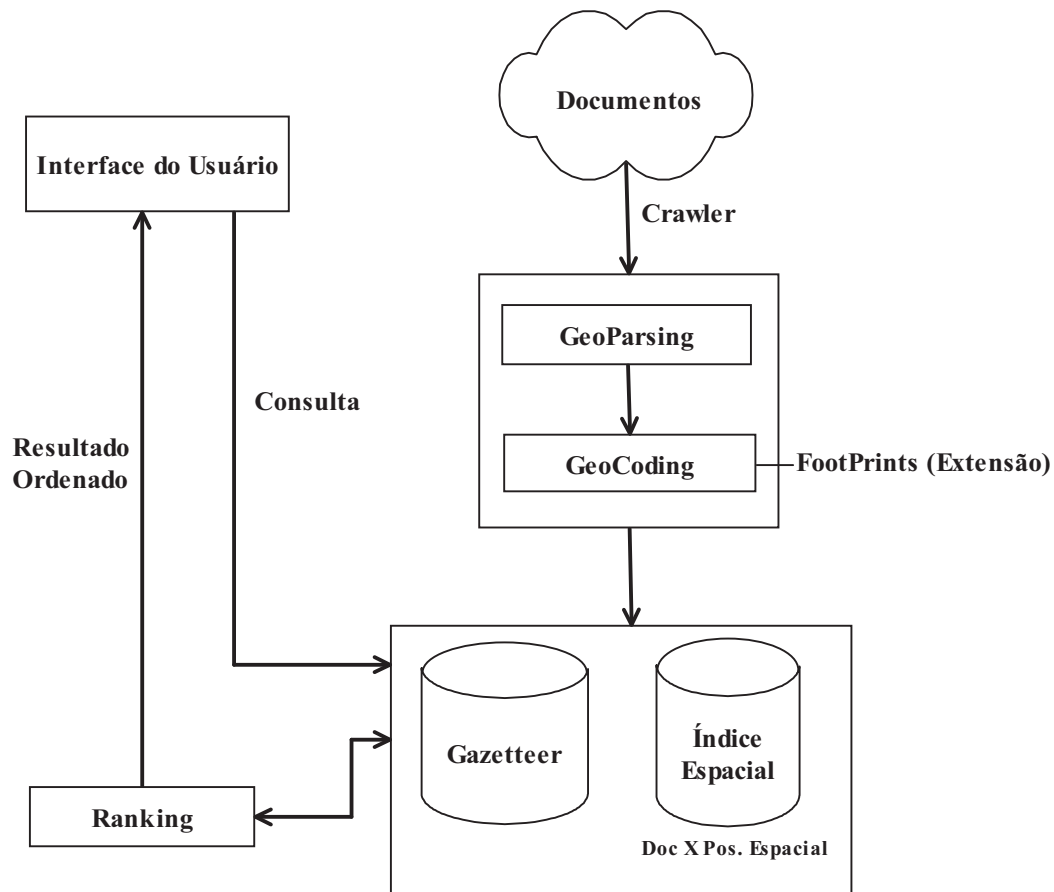 Documentos
Interface do Usuário
Crawler
GeoParsing
Consulta
Resultado
Ordenado
GeoCoding
FootPrints (Extensão)
Gazetteer
Índice
Espacial
Ranking
Doc X Pos. Espacial